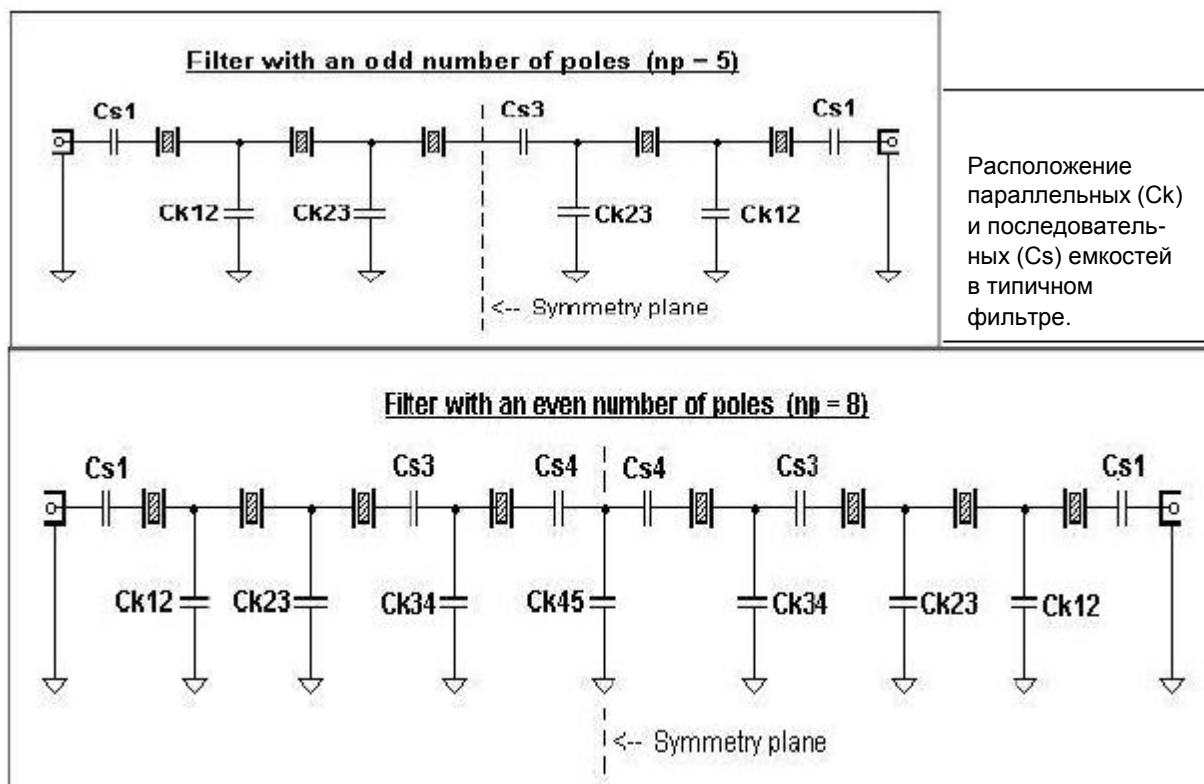 Filter with an odd number of poles (np – 5)
Cs1
Cs3
Cs1
Ck12
Ck23
Ck23
Ck12
<-- Symmetry plane
Расположение
параллельных (Ck)
и последователь-
ных (Cs) емкостей
в типичном
фильтре.
Filter with an even number of poles (np = 8)
Cs1
Cs3
Cs4
Cs4
Cs3
Cs1
Ck12
Ck23
Ck34
Ck45
Ck34
Ck23
Ck12
<-- Symmetry plane